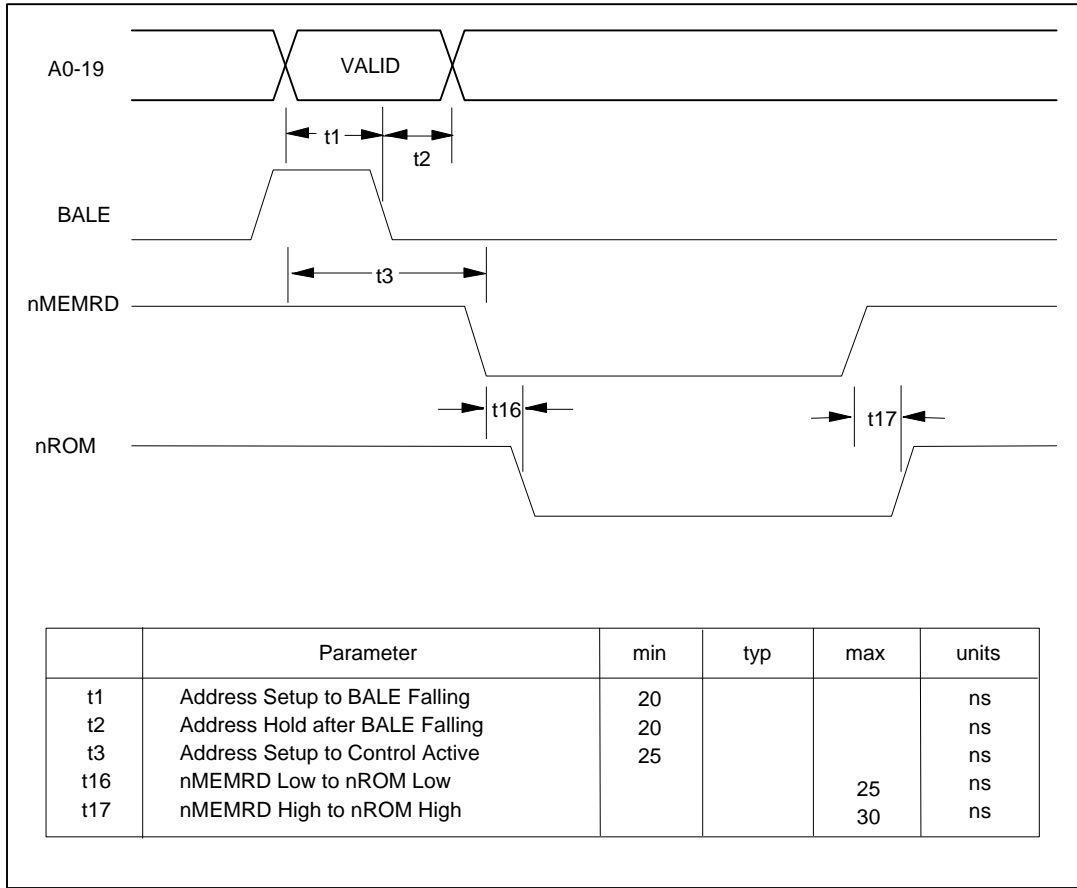 A0-19
VALID
t1
t2
BALE
t3
nMEMRD
t16
t17
nROM
Parameter min typ max units
t1 Address Setup to BALE Falling 20 ns
t2 Address Hold after BALE Falling 20 ns
t3 Address Setup to Control Active 25 ns
t16 nMEMRD Low to nROM Low 25 ns
t17 nMEMRD High to nROM High 30 ns